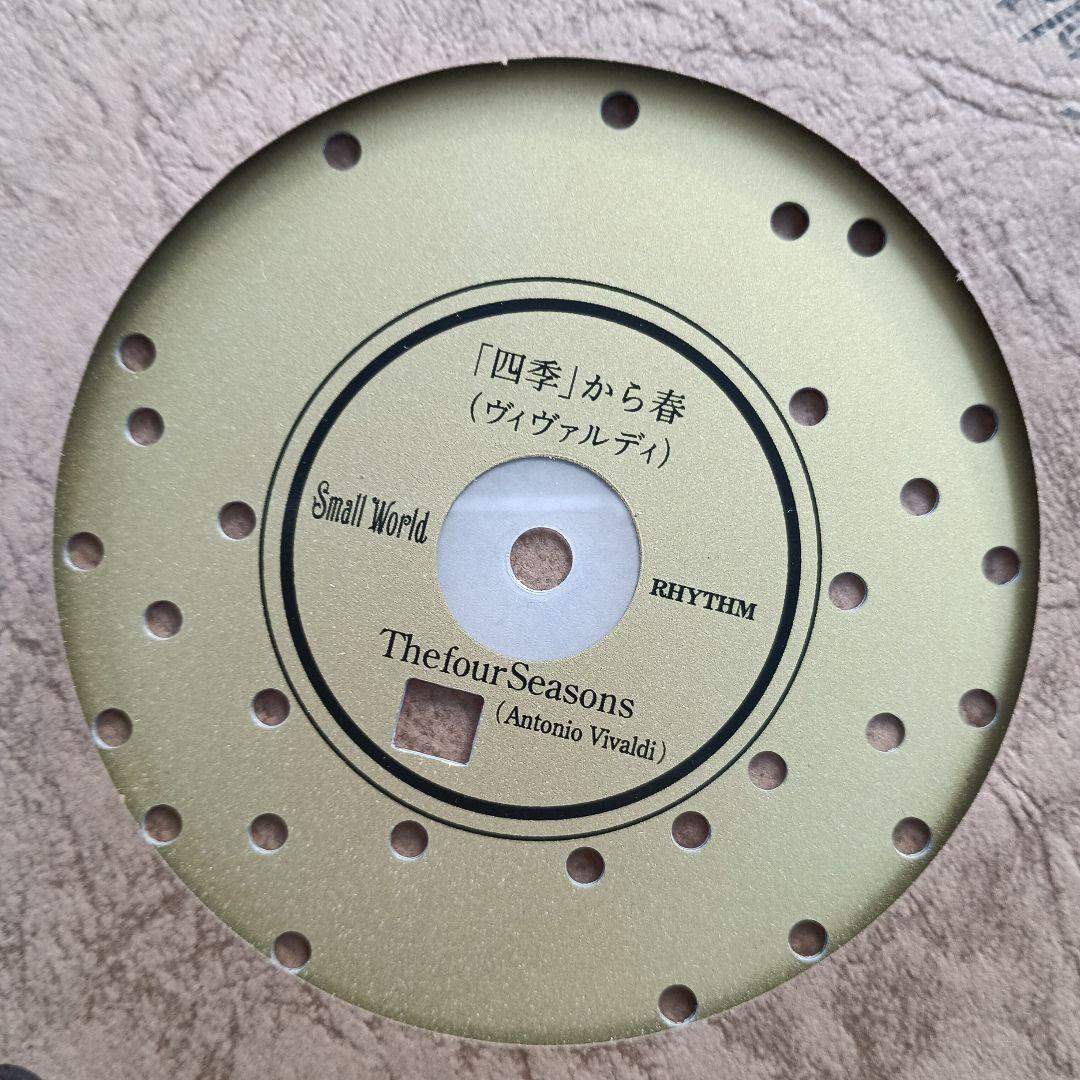 「四季」から春
(ヴィヴァルディ)
Small World
RHYTHM
ThefourSeasons
(Antonio Vivaldi)